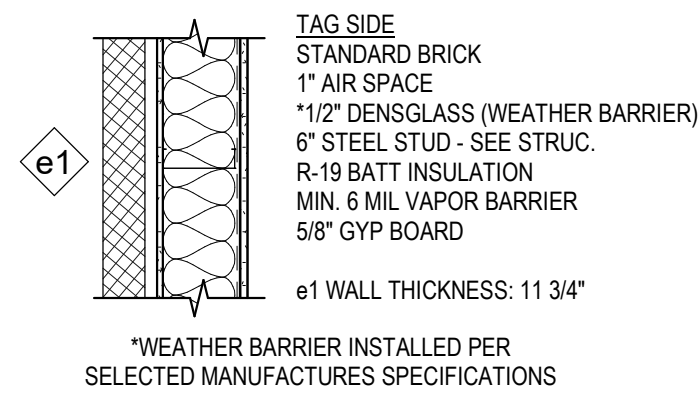 TAG SIDE
STANDARD BRICK
1" AIR SPACE
*1/2" DENSGLASS (WEATHER BARRIER)
6" STEEL STUD - SEE STRUC.
R-19 BATT INSULATION
MIN. 6 MIL VAPOR BARRIER
5/8" GYP BOARD
e1
e1 WALL THICKNESS: 11 3/4"
*WEATHER BARRIER INSTALLED PER
SELECTED MANUFACTURES SPECIFICATIONS